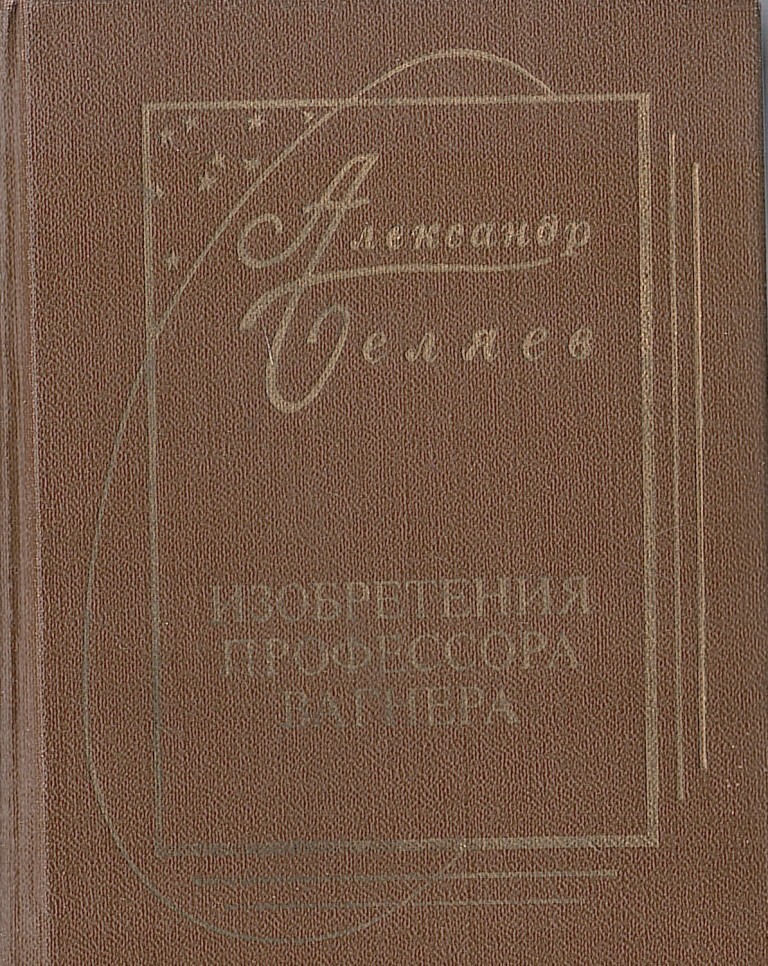 Александр
Беляев
ИЗОБРЕТЕНИЯ
ПРОФЕССОРА
ВАГНЕРА